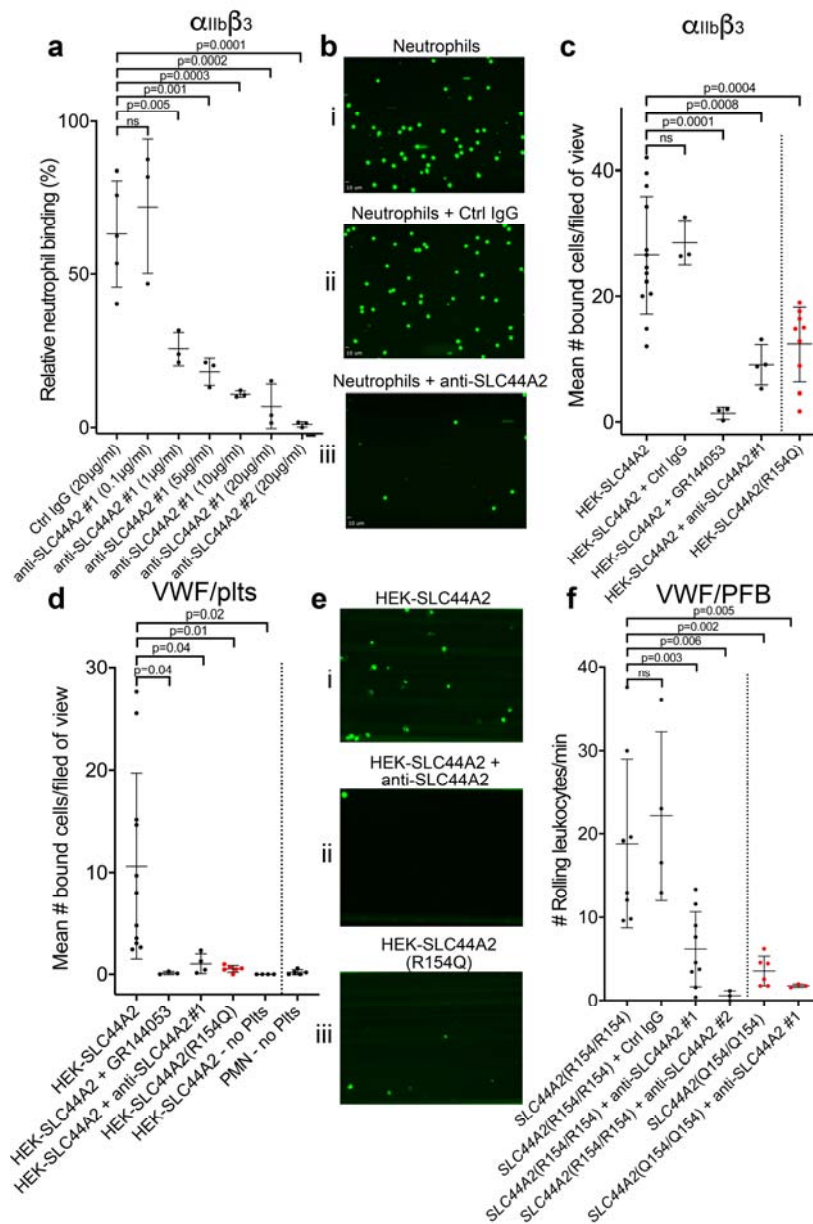 a
αIIbβ3
p=0.0001
p=0.0002
p=0.0003
p=0.001
p=0.005
ns
100
50
0
Relative neutrophil binding (%)
Ctrl IgG (20µg/ml)
anti-SLC44A2 #1 (0.1µg/ml)
anti-SLC44A2 #1 (1µg/ml)
anti-SLC44A2 #1 (5µg/ml)
anti-SLC44A2 #1 (10µg/ml)
anti-SLC44A2 #1 (20µg/ml)
anti-SLC44A2 #2 (20µg/ml)
b
Neutrophils
i
10 um
Neutrophils + Ctrl IgG
ii
10 um
Neutrophils + anti-SLC44A2
iii
10 um
c
αIIbβ3
p=0.0004
p=0.0008
p=0.0001
ns
40
20
0
Mean # bound cells/filed of view
HEK-SLC44A2
HEK-SLC44A2 + Ctrl IgG
HEK-SLC44A2 + GR144053
HEK-SLC44A2 + anti-SLC44A2#1
HEK-SLC44A2(R154Q)
d
VWF/plts
p=0.02
p=0.01
p=0.04
p=0.04
30
20
10
0
Mean # bound cells/filed of view
HEK-SLC44A2
HEK-SLC44A2 + GR144053
HEK-SLC44A2 + anti-SLC44A2#1
HEK-SLC44A2(R154Q)
HEK-SLC44A2 - no Plts
PMN - no Plts
e
HEK-SLC44A2
i
HEK-SLC44A2 +
anti-SLC44A2
ii
HEK-SLC44A2
(R154Q)
iii
f
VWF/PFB
p=0.005
p=0.002
p=0.006
p=0.003
ns
40
30
20
10
0
# Rolling leukocytes/min
SLC44A2(R154/R154)
SLC44A2(R154/R154) + Ctrl IgG
SLC44A2(R154/R154) + anti-SLC44A2 #1
SLC44A2(R154/R154) + anti-SLC44A2 #2
SLC44A2(Q154/Q154)
SLC44A2(Q154/Q154) + anti-SLC44A2 #1